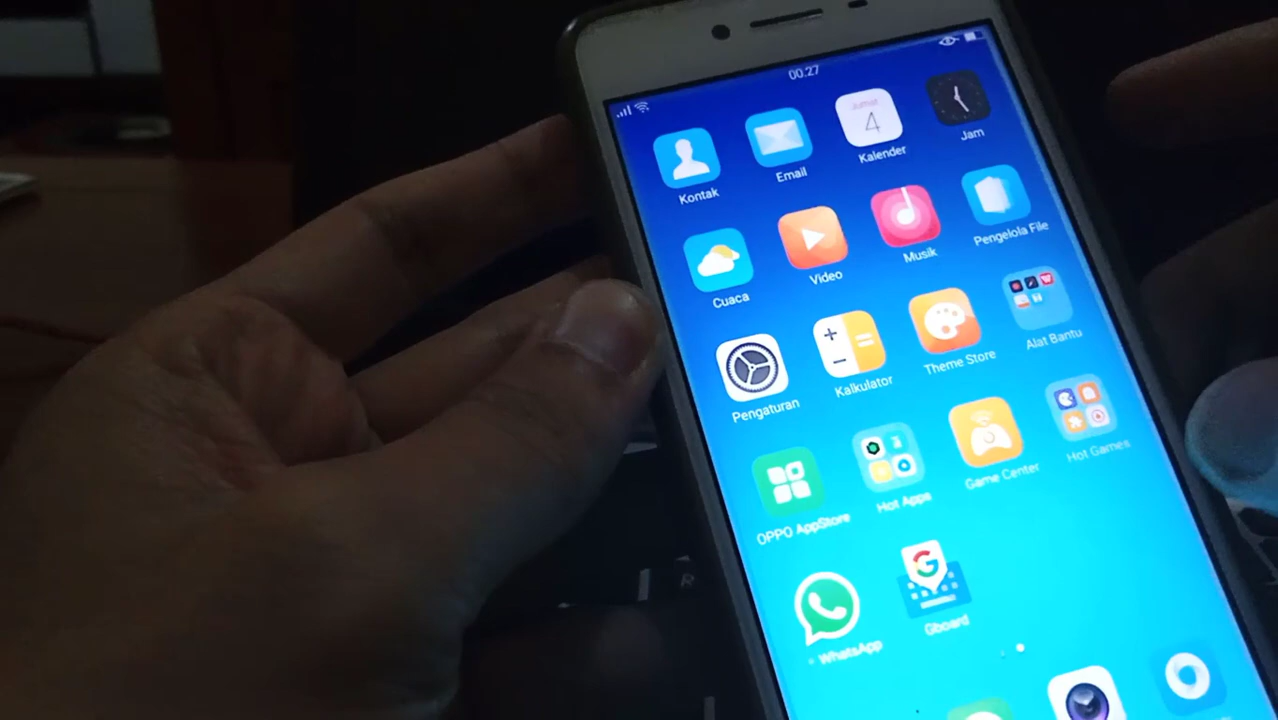 00.27
Kontak
Email
Jumat
4
Kalender
Jam
Cuaca
Video
Musik
Pengelola File
Pengaturan
Kalkulator
Theme Store
Alat Bantu
OPPO AppStore
Hot Apps
Game Center
Hot Games
WhatsApp
G
Gboard
R